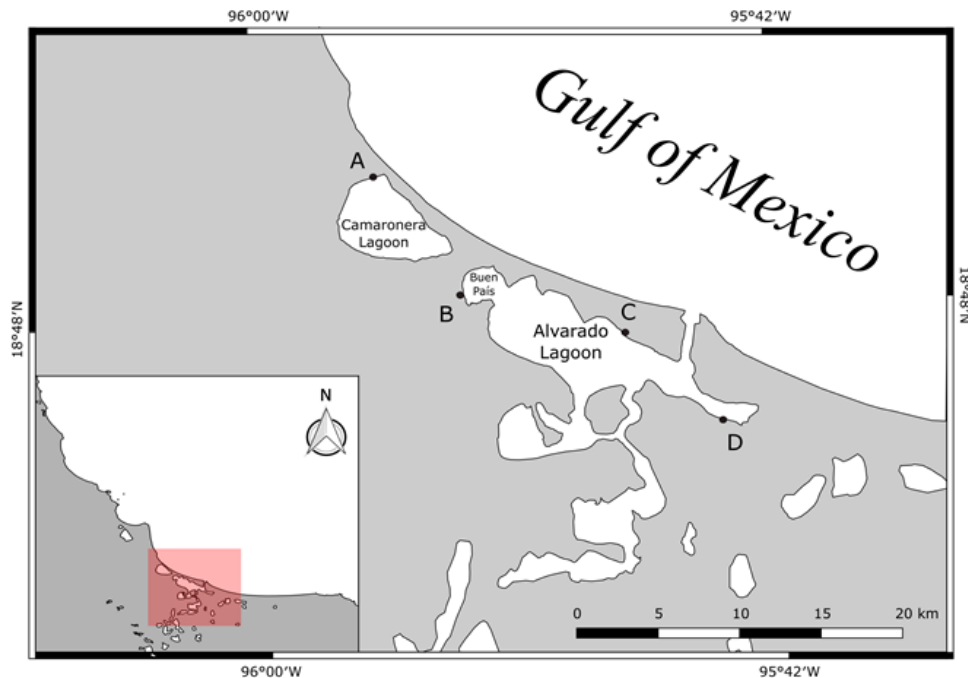 96°00′W
95°42′W
Gulf of Mexico
A
Camaronera
Lagoon
Buen
País
B
C
Alvarado
Lagoon
18°48′N
18°48′N
D
N
0 5 10 15 20 km
96°00′W
95°42′W